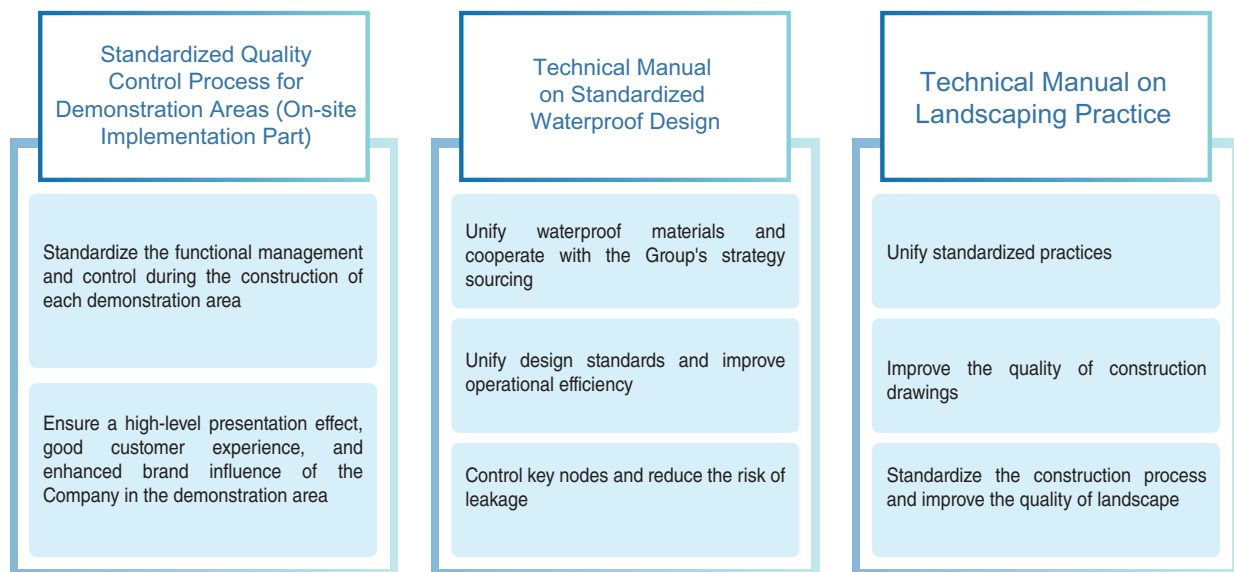 Standardized Quality
Control Process for
Demonstration Areas (On-site
Implementation Part)
Standardize the functional management
and control during the construction of
each demonstration area
Ensure a high-level presentation effect,
good customer experience, and
enhanced brand influence of the
Company in the demonstration area
Technical Manual
on Standardized
Waterproof Design
Unify waterproof materials and
cooperate with the Group's strategy
sourcing
Unify design standards and improve
operational efficiency
Control key nodes and reduce the risk of
leakage
Technical Manual on
Landscaping Practice
Unify standardized practices
Improve the quality of construction
drawings
Standardize the construction process
and improve the quality of landscape